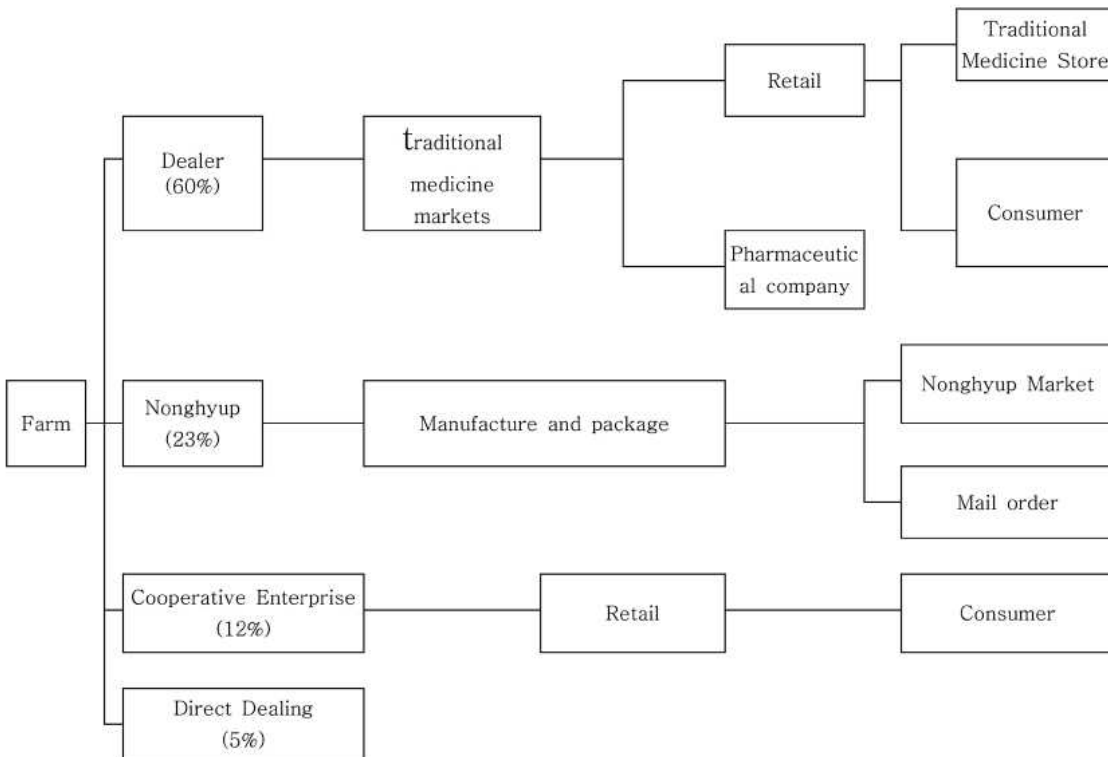 Farm
Dealer
(60%)
traditional
medicine
markets
Retail
Traditional
Medicine Store
Consumer
Pharmaceutic
al company
Nonghyup
(23%)
Manufacture and package
Nonghyup Market
Mail order
Cooperative Enterprise
(12%)
Retail
Consumer
Direct Dealing
(5%)